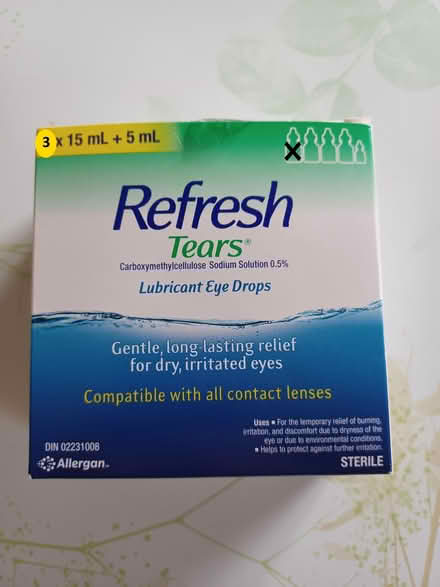 3 x 15 mL + 5 mL
X
Refresh
Tears®
Carboxymethylcellulose Sodium Solution 0.5%
Lubricant Eye Drops
Gentle, long-lasting relief
for dry, irritated eyes
Compatible with all contact lenses
Uses ▪ For the temporary relief of burning,
irritation, and discomfort due to dryness of the
eye or due to environmental conditions.
▪ Helps to protect against further irritation.
DIN 02231008
Allergan™
STERILE